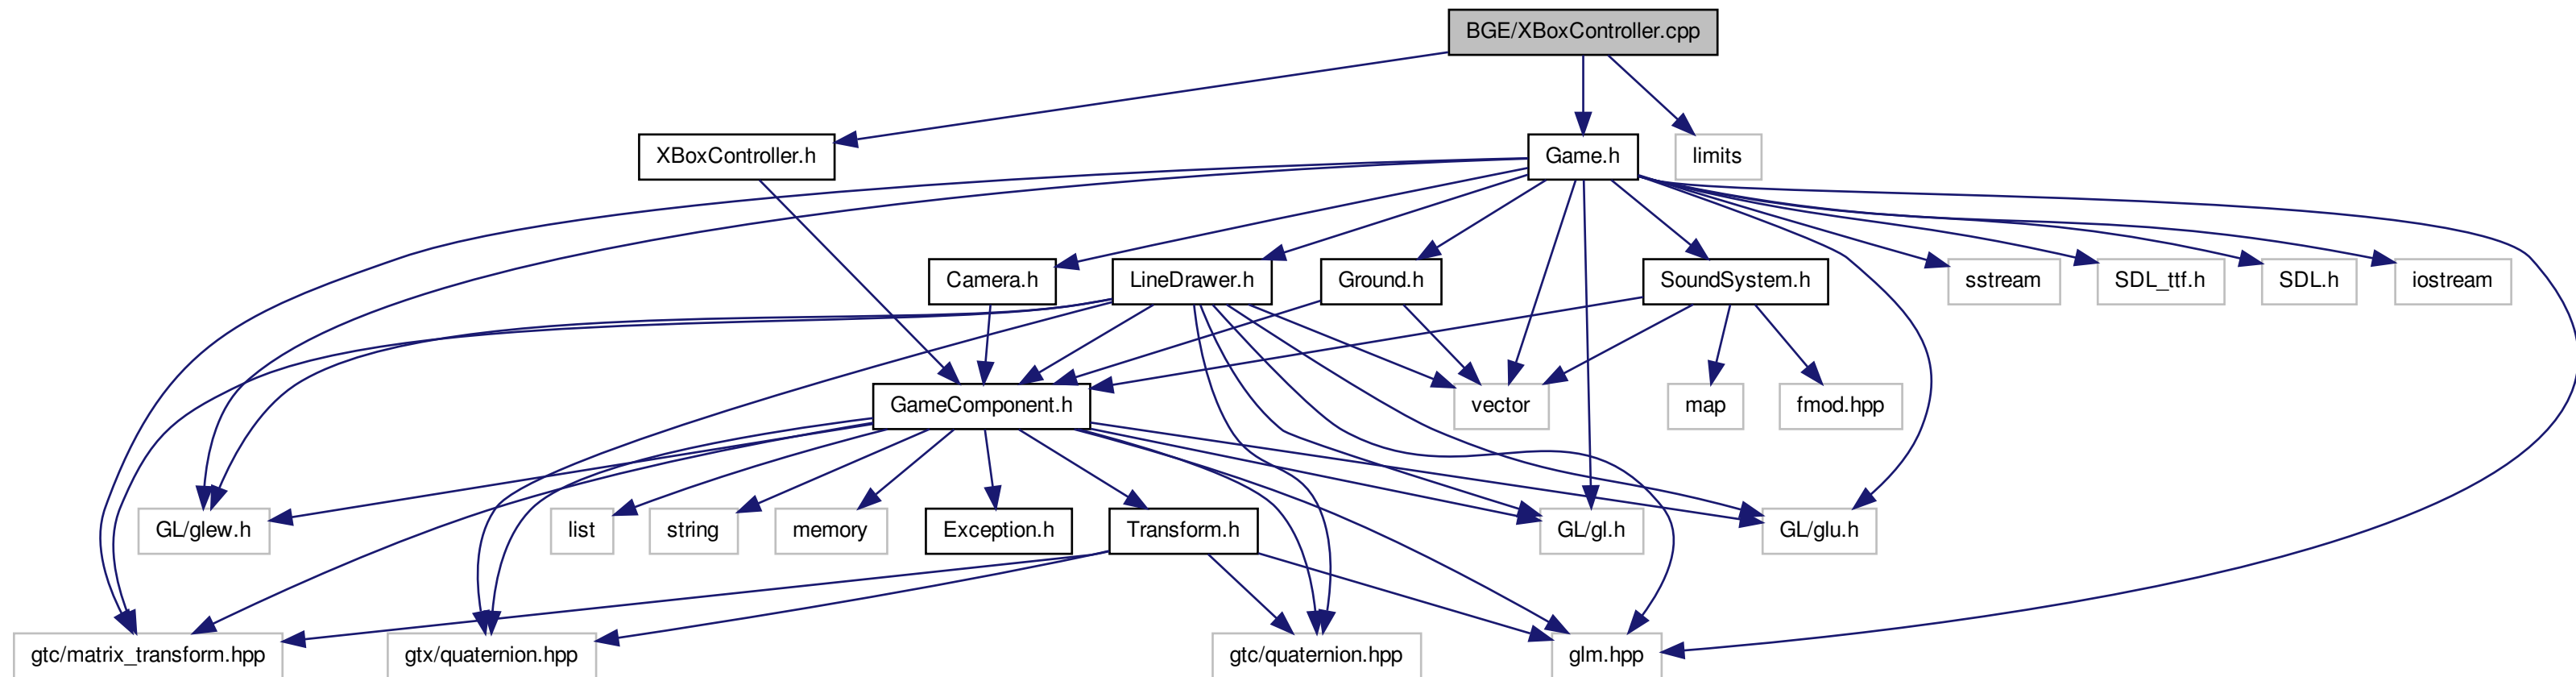 BGE/XBoxController.cpp
XBoxController.h
Game.h
limits
Camera.h
LineDrawer.h
Ground.h
SoundSystem.h
sstream
SDL_ttf.h
SDL.h
iostream
GameComponent.h
vector
map
fmod.hpp
GL/glew.h
list
string
memory
Exception.h
Transform.h
GL/gl.h
GL/glu.h
gtc/matrix_transform.hpp
gtx/quaternion.hpp
gtc/quaternion.hpp
glm.hpp